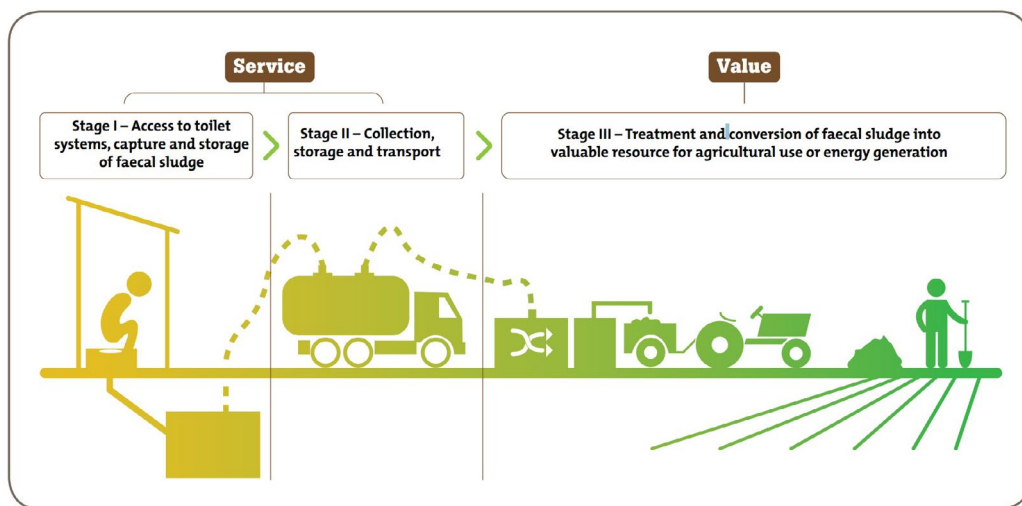 Service
Value
Stage I – Access to toilet
systems, capture and storage
of faecal sludge
Stage II – Collection,
storage and transport
Stage III – Treatment and conversion of faecal sludge into
valuable resource for agricultural use or energy generation